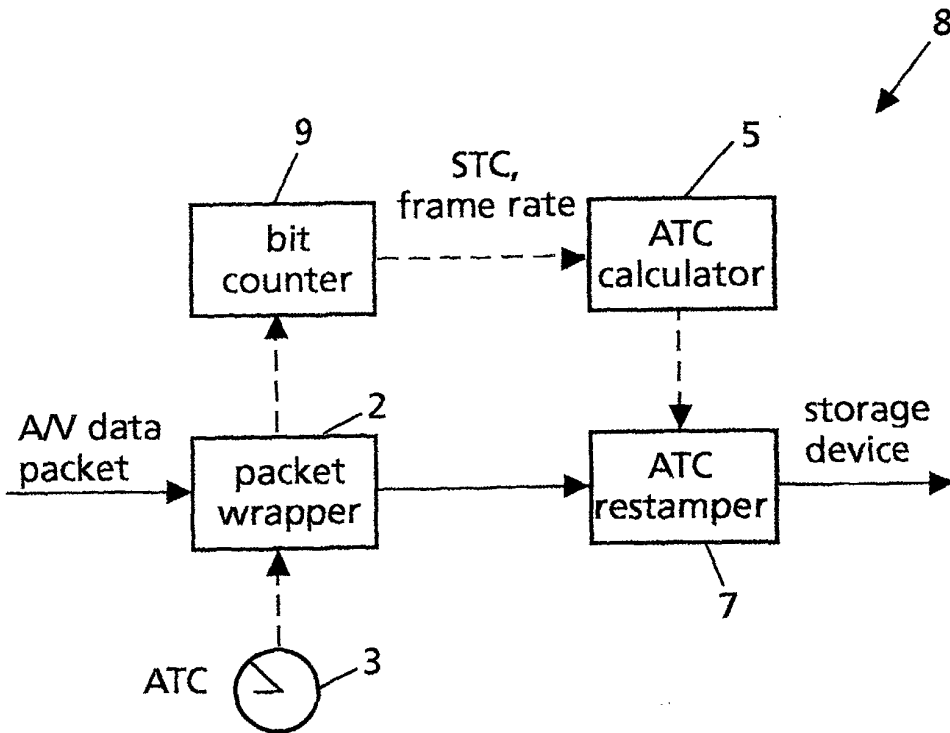 8
9
5
STC,
frame rate
bit
counter
ATC
calculator
A/V data
packet
2
packet
wrapper
ATC
restamper
storage
device
7
ATC
3